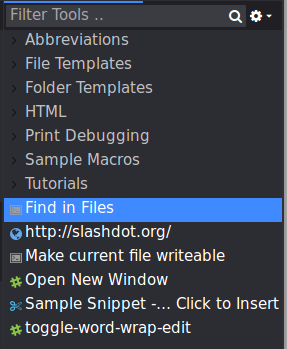 Filter Tools ..
Abbreviations
File Templates
Folder Templates
HTML
Print Debugging
Sample Macros
Tutorials
Find in Files
http://slashdot.org/
Make current file writeable
Open New Window
Sample Snippet -... Click to Insert
toggle-word-wrap-edit